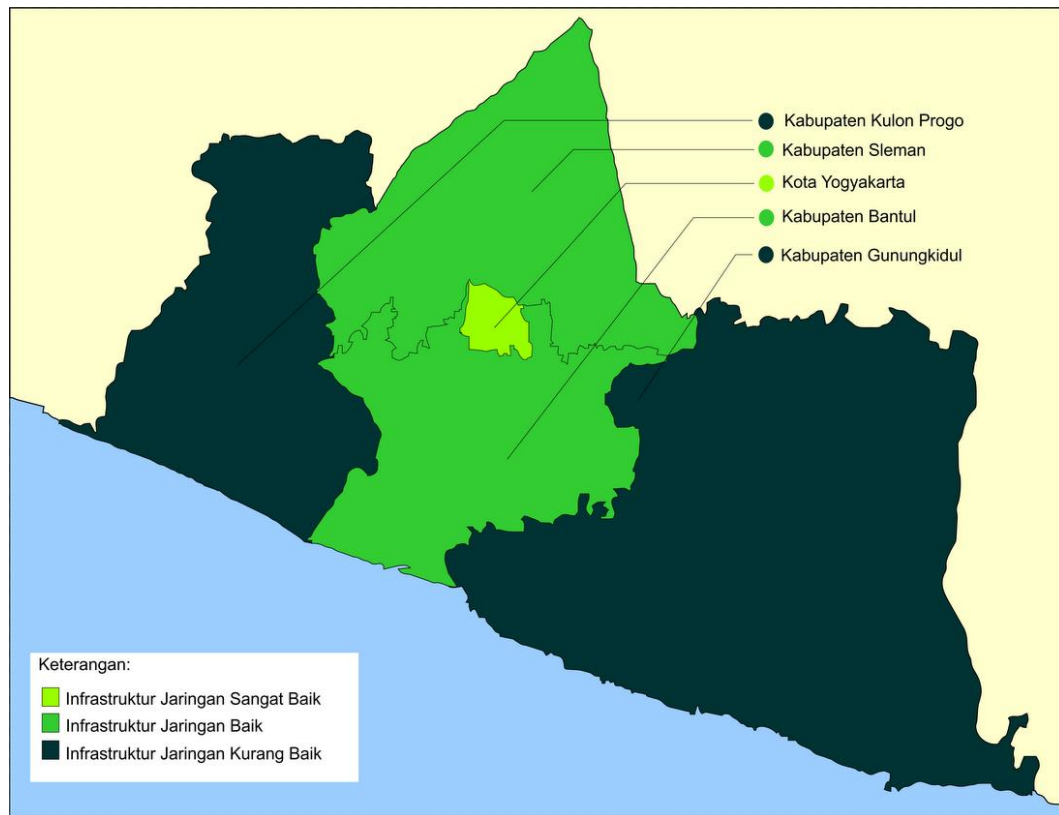 Kabupaten Kulon Progo
Kabupaten Sleman
Kota Yogyakarta
Kabupaten Bantul
Kabupaten Gunungkidul
Keterangan:
Infrastruktur Jaringan Sangat Baik
Infrastruktur Jaringan Baik
Infrastruktur Jaringan Kurang Baik